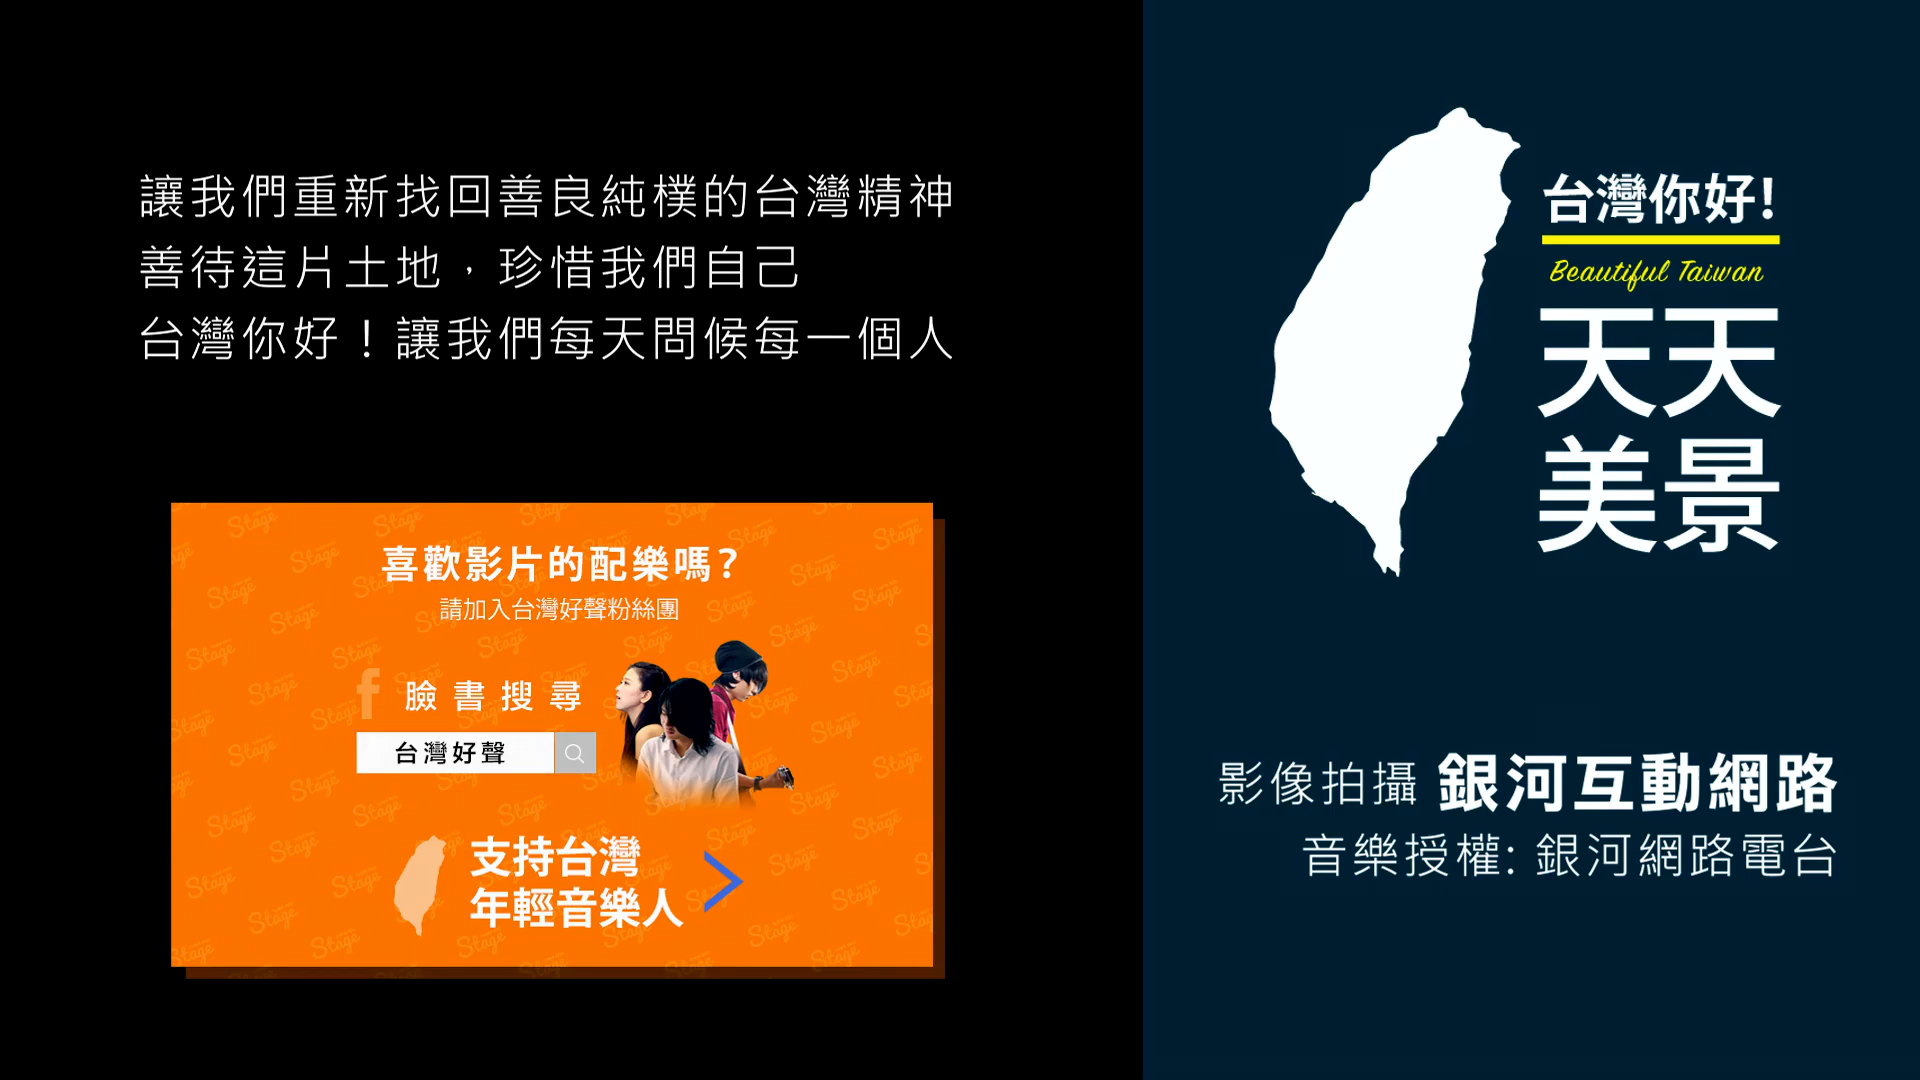 讓我們重新找回善良純樸的台灣精神
善待這片土地，珍惜我們自己
台灣你好！讓我們每天問候每一個人
喜歡影片的配樂嗎？
請加入台灣好聲粉絲團
f 臉書搜尋
台灣好聲
支持台灣
年輕音樂人
台灣你好!
Beautiful Taiwan
天天
美景
影像拍攝 銀河互動網路
音樂授權: 銀河網路電台
Stage